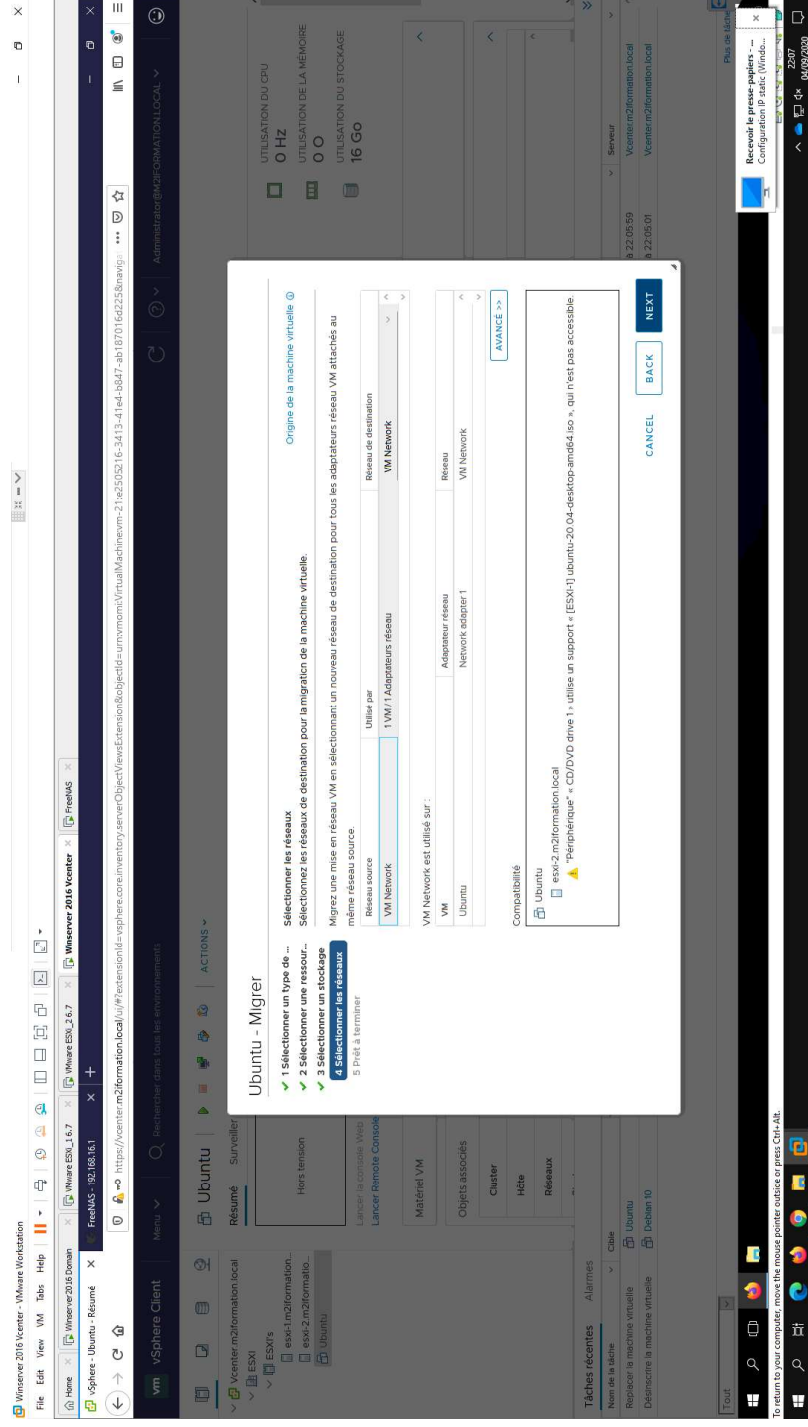 Winserver 2016 Vcenter - VMware Workstation
File Edit View VM Tabs Help
Home Winserver 2016 Domain VMware ESXi_1 6.7 VMware ESXi_2 6.7 Winserver 2016 Vcenter FreeNAS
vSphere - Ubuntu - Résumé FreeNAS - 192.168.16.1
https://vcenter.m2iformation.local/ui/#?extensionId=vsphere.core.inventory.serverObjectViewsExtension&objectId=urn:vmomi:VirtualMachine:vm-21:e2505216-3413-41e4-b847-ab187016d225&naviga
vm vSphere Client Menu Rechercher dans tous les environnements Administrator@M2IFORMATION.LOCAL
Vcenter.m2iformation.local
ESXI
ESXI's
esxi-1.m2iformation...
esxi-2.m2iformatio...
Ubuntu
Ubuntu ACTIONS
Résumé Surveiller
Hors tension
Lancer la console Web
Lancer Remote Console
UTILISATION DU CPU
0 Hz
UTILISATION DE LA MÉMOIRE
0 O
UTILISATION DU STOCKAGE
16 Go
Matériel VM
Objets associés
Cluster
Hôte
Réseaux
Ubuntu - Migrer
1 Sélectionner un type de ...
2 Sélectionner une ressour...
3 Sélectionner un stockage
4 Sélectionner les réseaux
5 Prêt à terminer
Sélectionner les réseaux
Sélectionnez les réseaux de destination pour la migration de la machine virtuelle.
Origine de la machine virtuelle
Migrez une mise en réseau VM en sélectionnant un nouveau réseau de destination pour tous les adaptateurs réseau VM attachés au
même réseau source.
Réseau source Utilisé par Réseau de destination
VM Network 1 VM / 1 Adaptateurs réseau VM Network
VM Network est utilisé sur :
VM Adaptateur réseau Réseau
Ubuntu Network adapter 1 VM Network
AVANCÉ >>
Compatibilité
Ubuntu
esxi-2.m2iformation.local
"Périphérique" « CD/DVD drive 1 » utilise un support « [ESXI-1] ubuntu-20.04-desktop-amd64.iso », qui n'est pas accessible.
CANCEL BACK NEXT
Tâches récentes Alarmes
Nom de la tâche Cible Serveur
Replacer la machine virtuelle Ubuntu à 22:05:59 Vcenter.m2iformation.local
Désinscrire la machine virtuelle Debian 10 à 22:05:01 Vcenter.m2iformation.local
Tout Plus de tâche
Recevoir le presse-papiers - ...
Configuration IP static (Windo...
To return to your computer, move the mouse pointer outside or press Ctrl+Alt.
22:07
04/09/2020